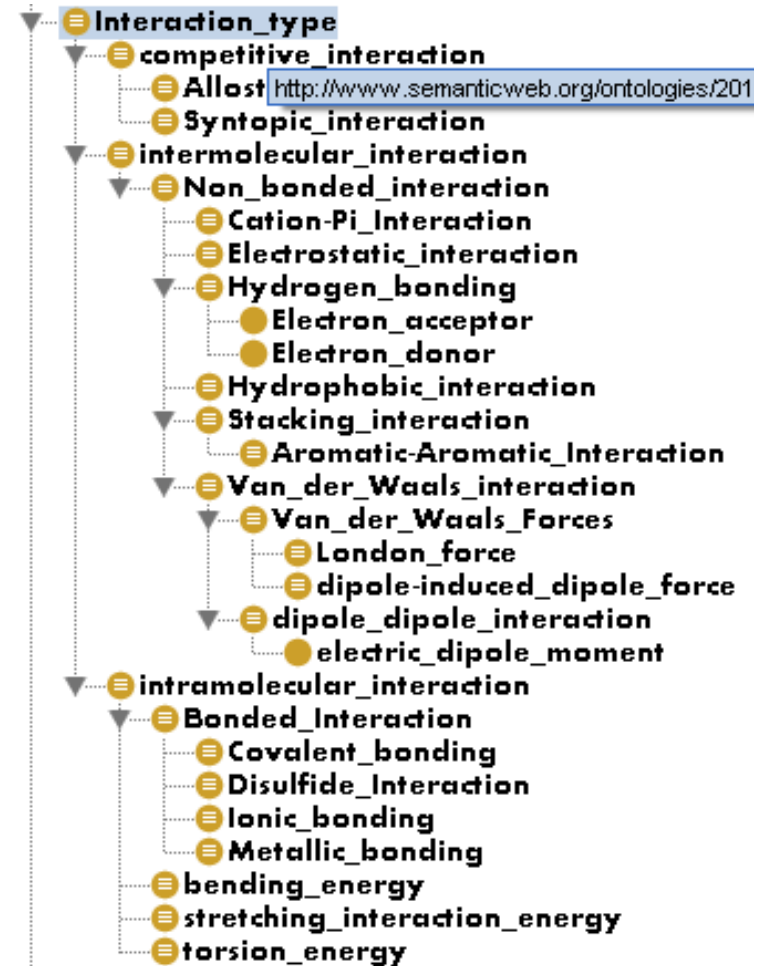 Interaction_type
competitive_interaction
Allost http://www.semanticweb.org/ontologies/201
Syntopic_interaction
intermolecular_interaction
Non_bonded_interaction
Cation-Pi_Interaction
Electrostatic_interaction
Hydrogen_bonding
Electron_acceptor
Electron_donor
Hydrophobic_interaction
Stacking_interaction
Aromatic-Aromatic_Interaction
Van_der_Waals_interaction
Van_der_Waals_Forces
London_force
dipole-induced_dipole_force
dipole_dipole_interaction
electric_dipole_moment
intramolecular_interaction
Bonded_Interaction
Covalent_bonding
Disulfide_Interaction
Ionic_bonding
Metallic_bonding
bending_energy
stretching_interaction_energy
torsion_energy